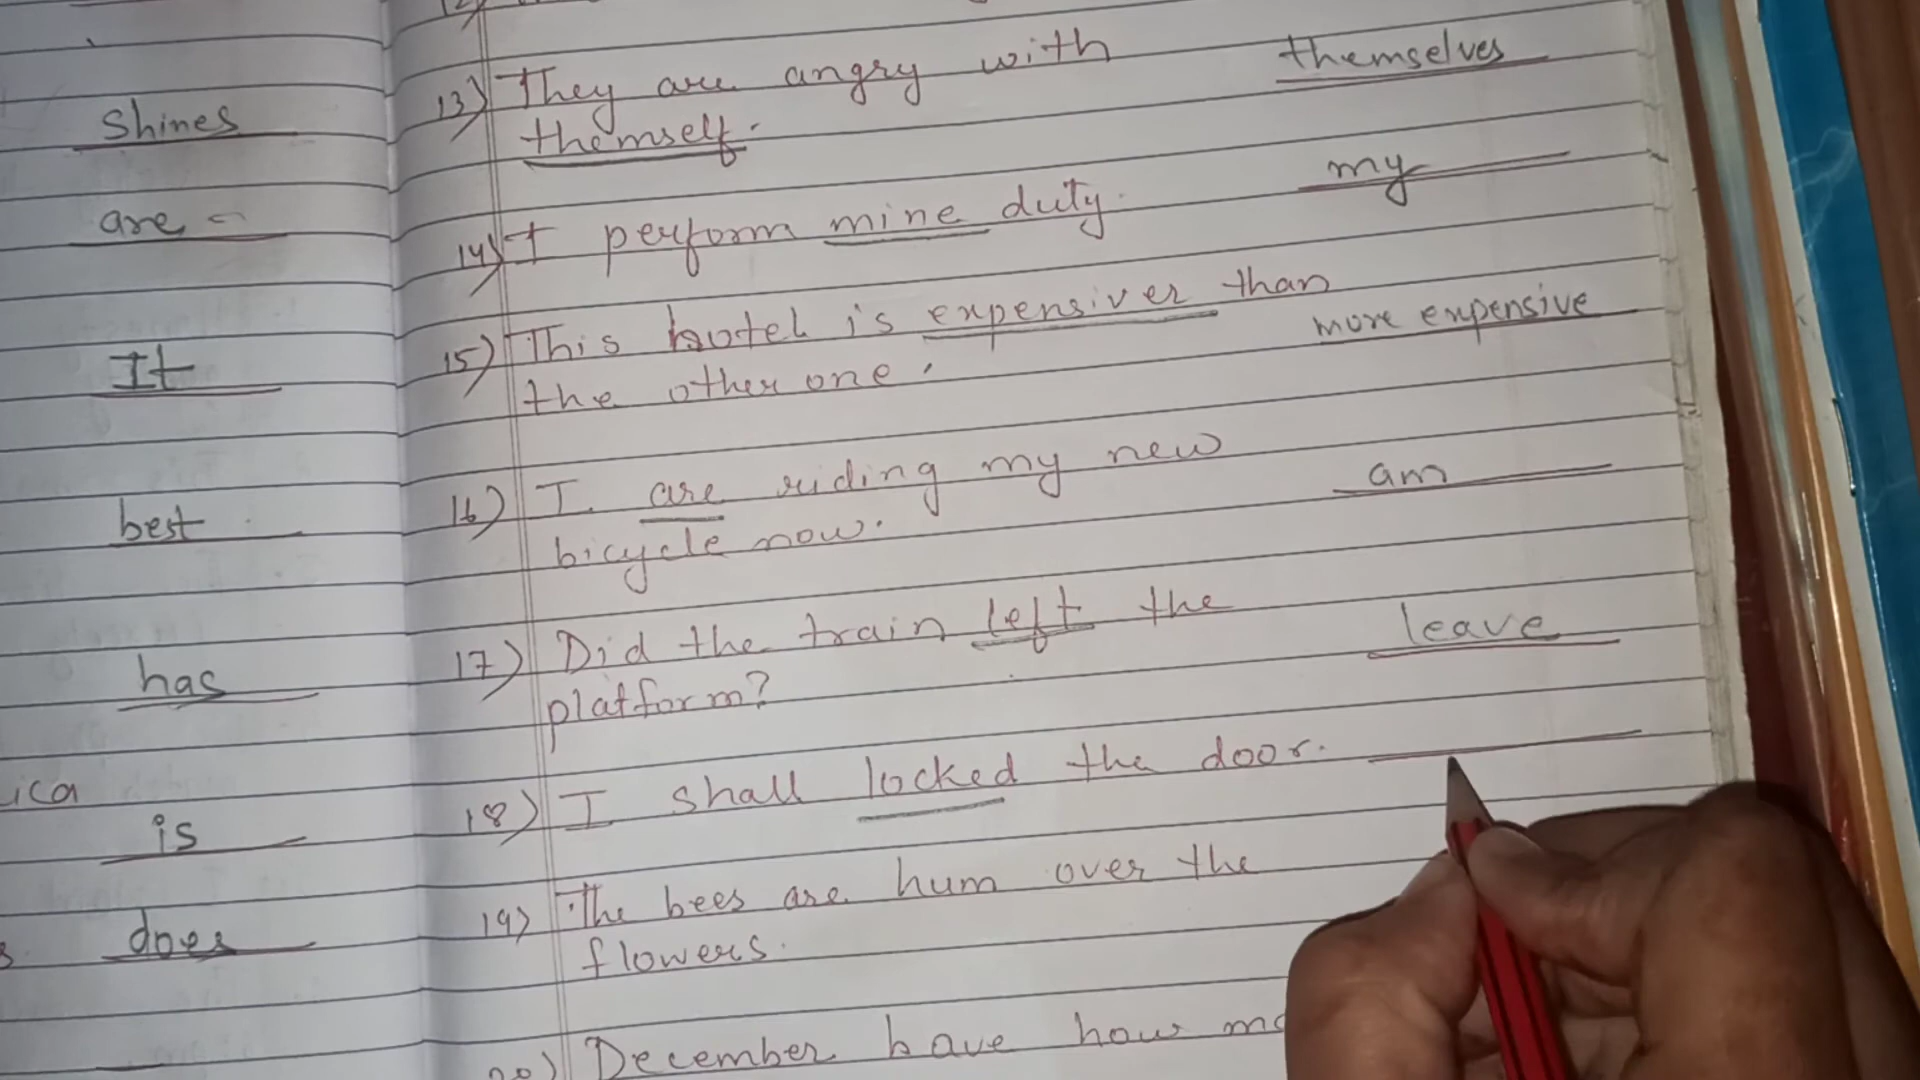 shines
are
It
best
has
ica
is
does
13) They are angry with themselves
themself.
14) I perform mine duty. my
15) This hotel is expensiver than more expensive
the other one.
16) I are riding my new am
bicycle now.
17) Did the train left the leave
platform?
18) I shall locked the door.
19) The bees are hum over the
flowers.
20) December have how